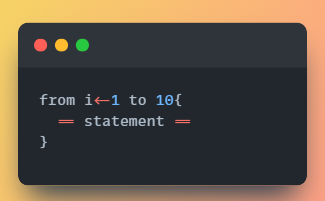 from i<-1 to 10{
== statement ==
}